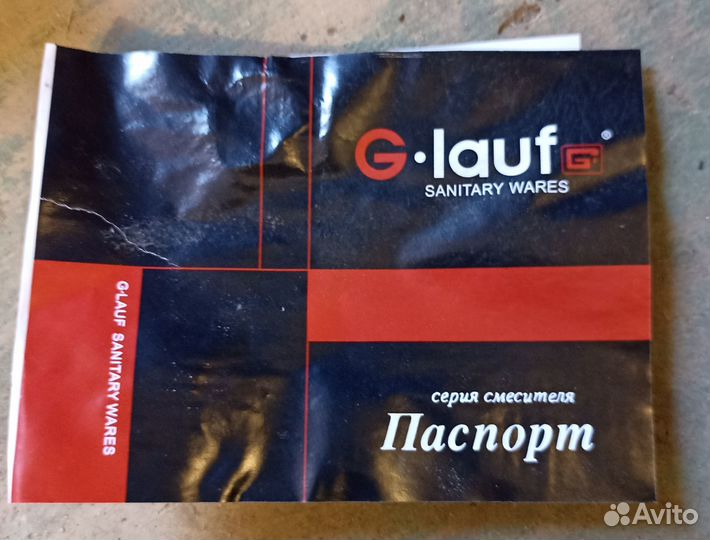 G·lauf G ®
SANITARY WARES
G·LAUF SANITARY WARES
серия смесителя
Паспорт
Avito